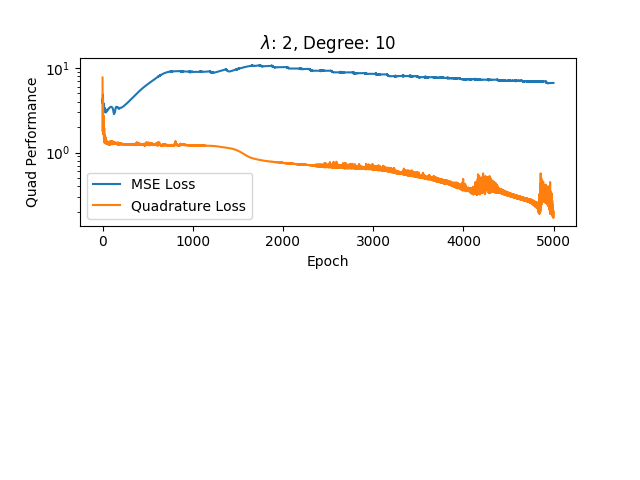 λ: 2, Degree: 10
Quad Performance
10¹
10⁰
MSE Loss
Quadrature Loss
0 1000 2000 3000 4000 5000
Epoch